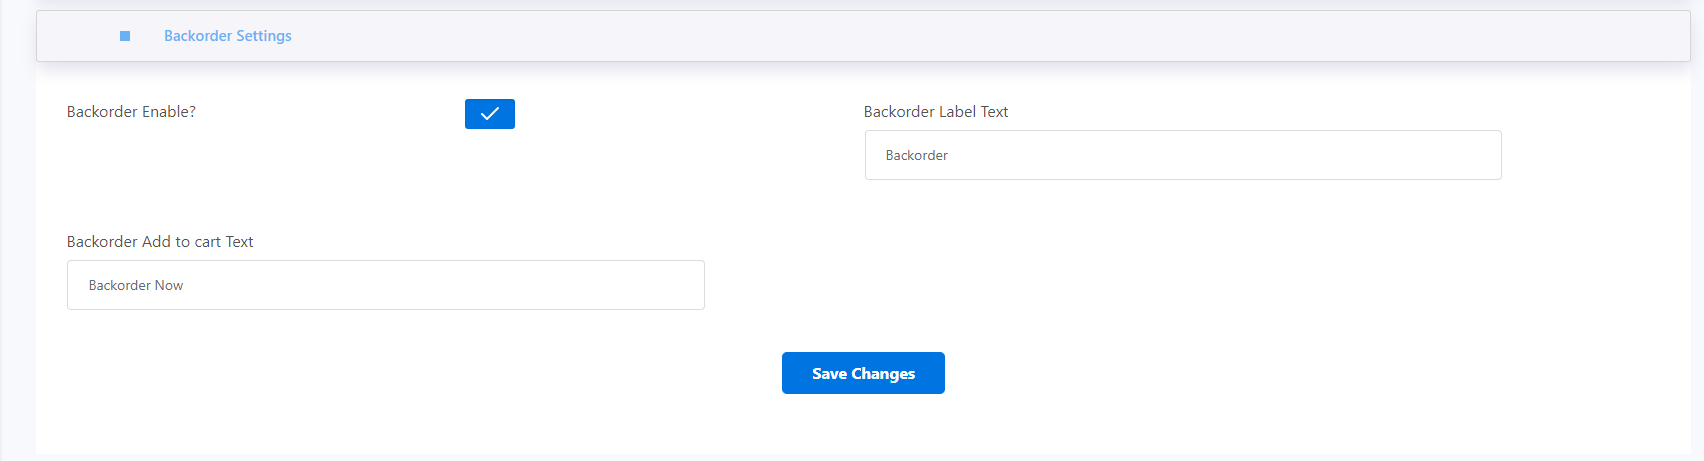 Backorder Settings
Backorder Enable?
Backorder Label Text
Backorder
Backorder Add to cart Text
Backorder Now
Save Changes